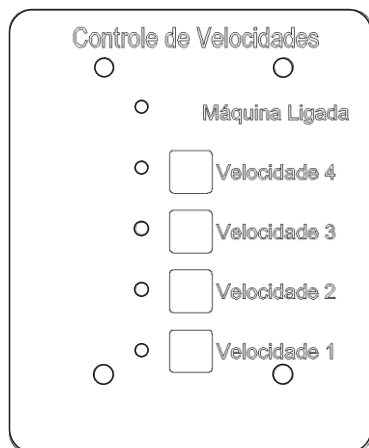 Controle de Velocidades
Máquina Ligada
Velocidade 4
Velocidade 3
Velocidade 2
Velocidade 1